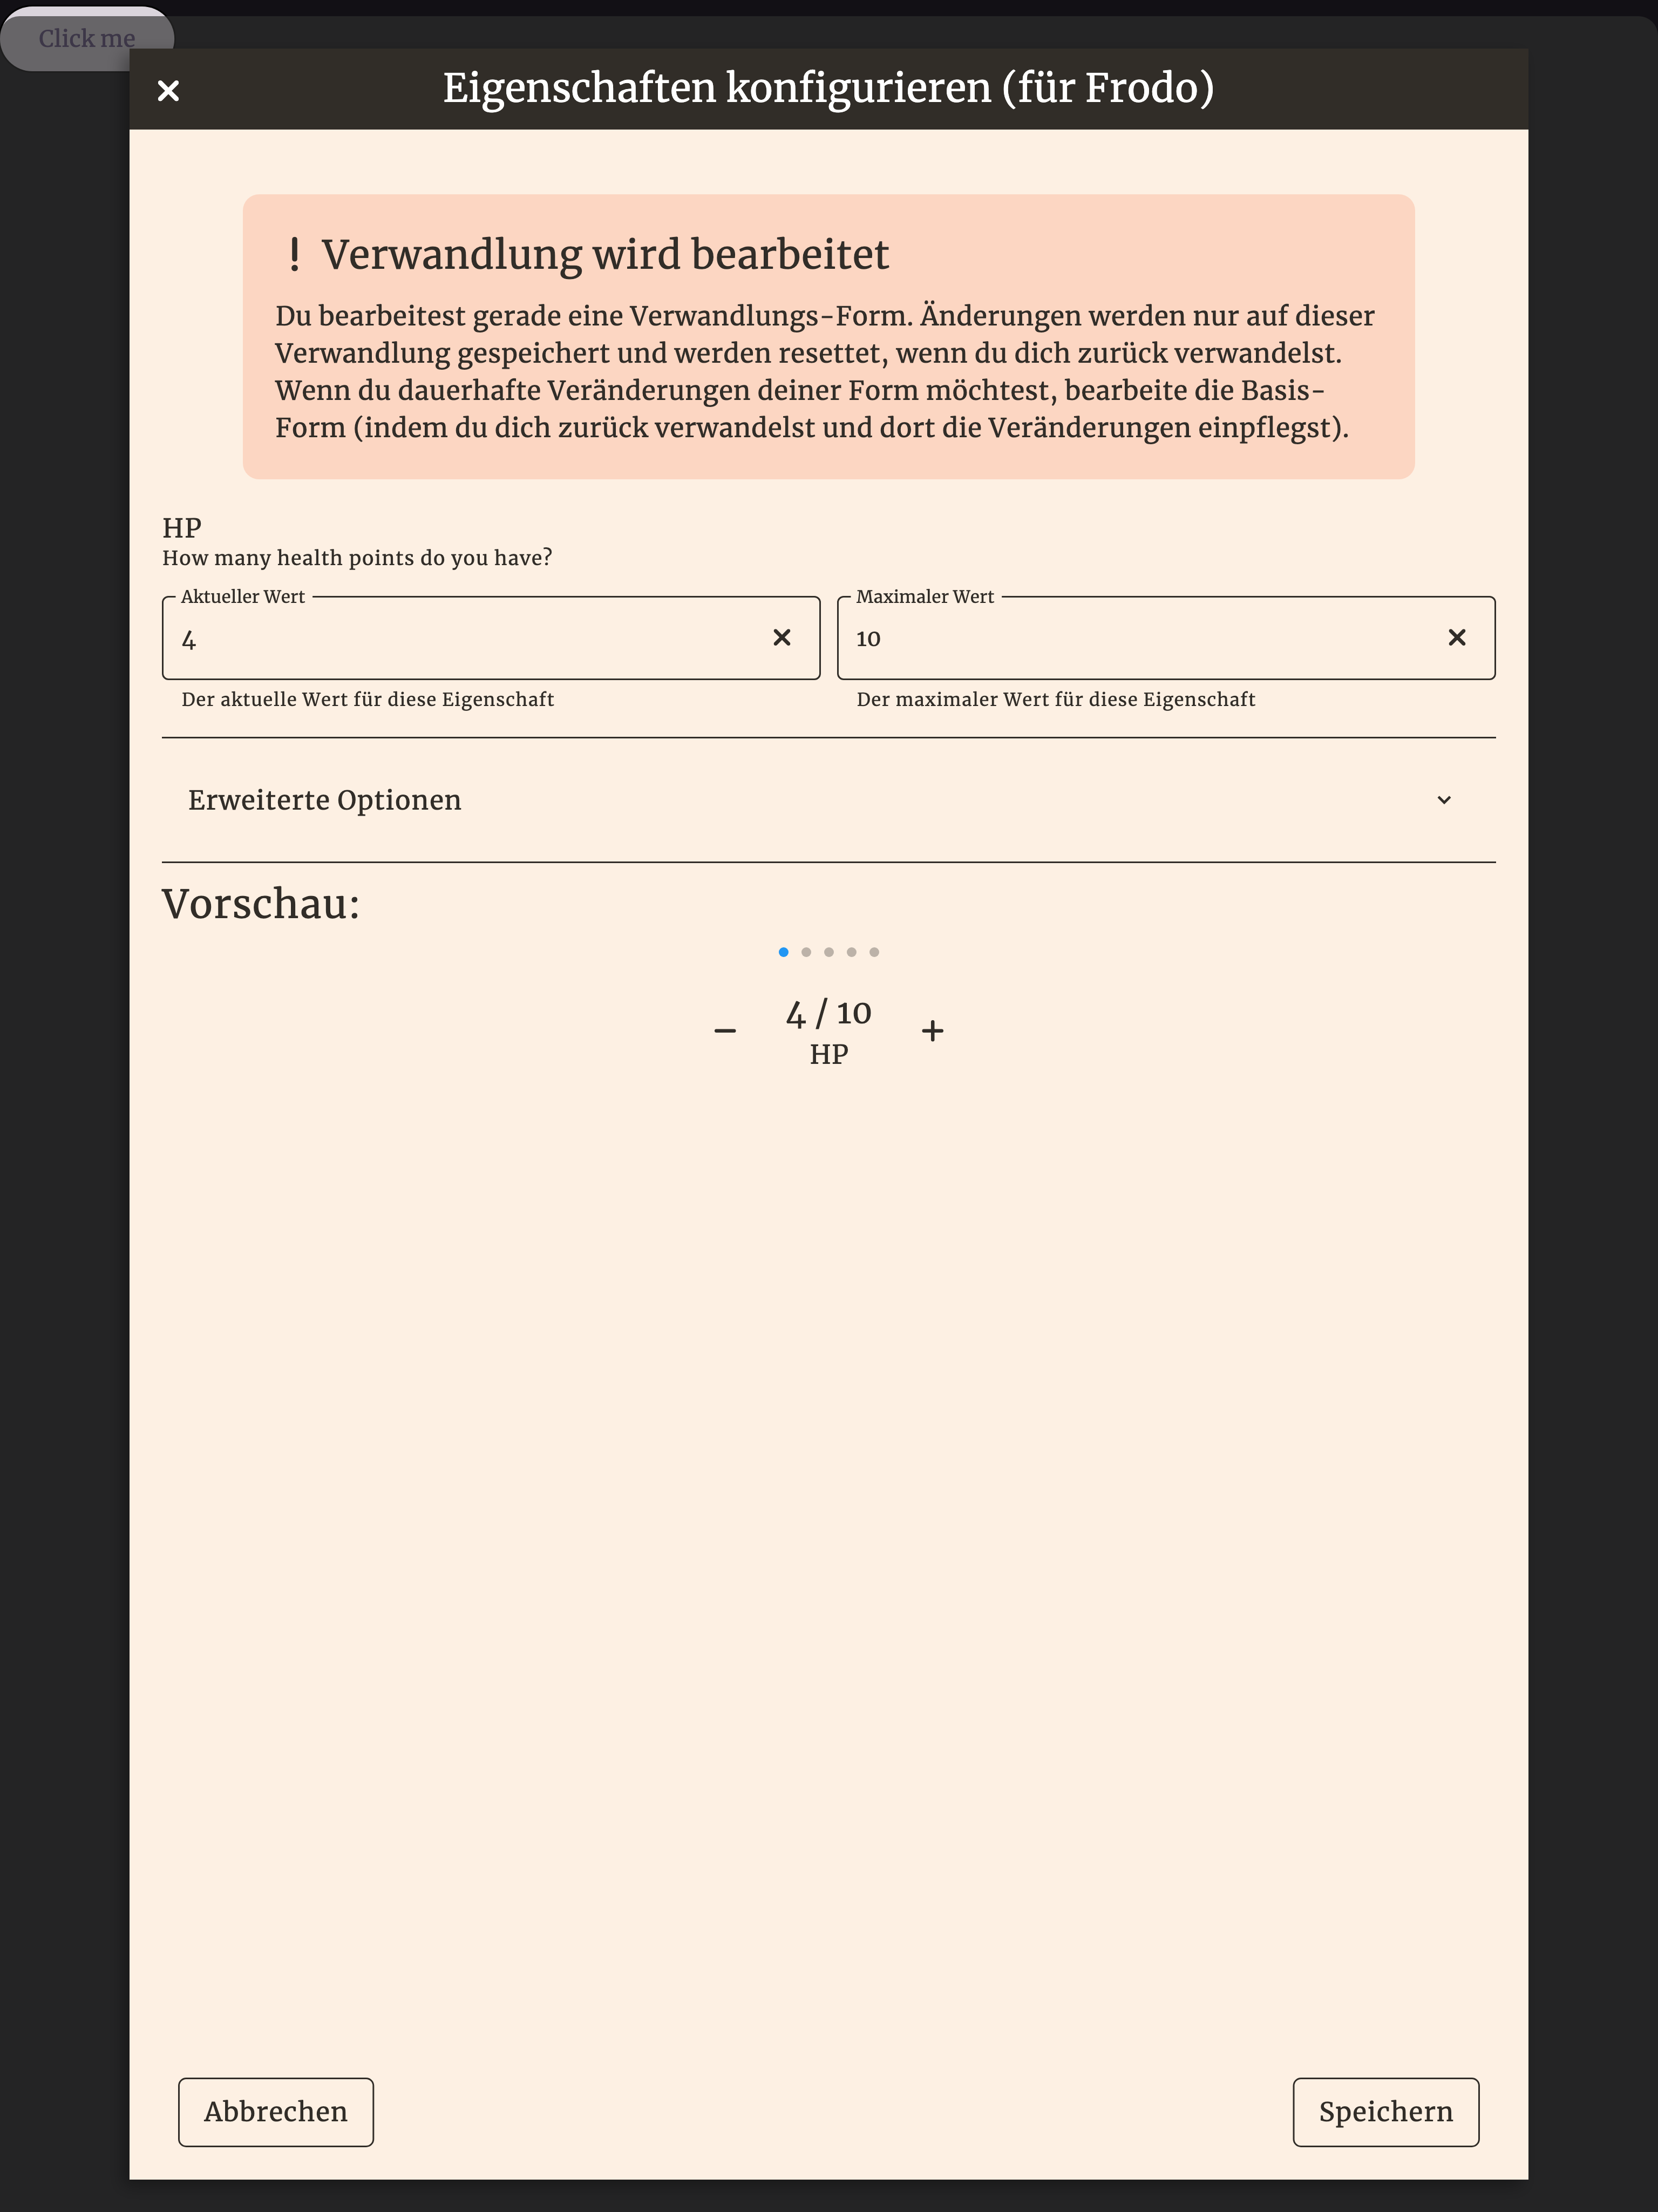 Click me
Eigenschaften konfigurieren (für Frodo)
! Verwandlung wird bearbeitet
Du bearbeitest gerade eine Verwandlungs-Form. Änderungen werden nur auf dieser
Verwandlung gespeichert und werden resettet, wenn du dich zurück verwandelst.
Wenn du dauerhafte Veränderungen deiner Form möchtest, bearbeite die Basis-
Form (indem du dich zurück verwandelst und dort die Veränderungen einpflegst).
HP
How many health points do you have?
Aktueller Wert
4
Der aktuelle Wert für diese Eigenschaft
Maximaler Wert
10
Der maximaler Wert für diese Eigenschaft
Erweiterte Optionen
Vorschau:
4 / 10
HP
Abbrechen
Speichern